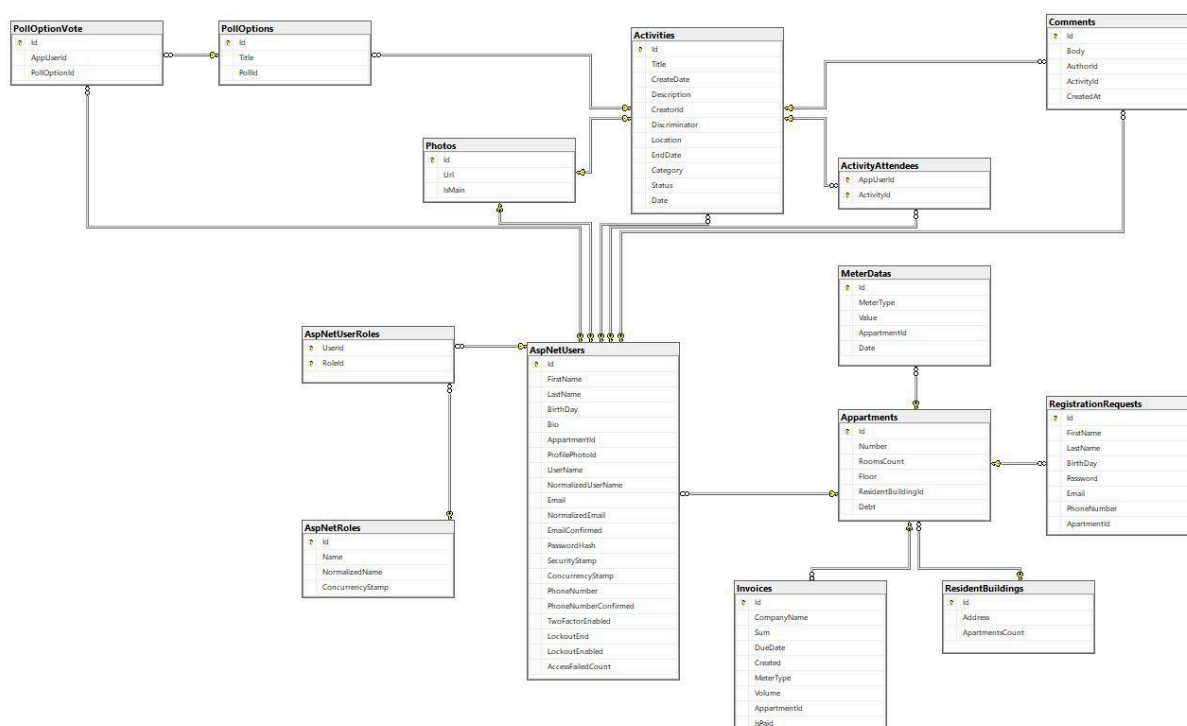 PollOptionVote
Id
AppUserId
PollOptionId
PollOptions
Id
Title
PollId
Activities
Id
Title
CreateDate
Description
CreatorId
Discriminator
Location
EndDate
Category
Status
Date
Comments
Id
Body
AuthorId
ActivityId
CreatedAt
Photos
Id
Url
IsMain
ActivityAttendees
AppUserId
ActivityId
MeterDatas
Id
MeterType
Value
AppartmentId
Date
AspNetUserRoles
UserId
RoleId
AspNetUsers
Id
FirstName
LastName
BirthDay
Bio
AppartmentId
ProfilePhotoId
UserName
NormalizedUserName
Email
NormalizedEmail
EmailConfirmed
PasswordHash
SecurityStamp
ConcurrencyStamp
PhoneNumber
PhoneNumberConfirmed
TwoFactorEnabled
LockoutEnd
LockoutEnabled
AccessFailedCount
Appartments
Id
Number
RoomsCount
Floor
ResidentBuildingId
Debt
RegistrationRequests
Id
FirstName
LastName
BirthDay
Password
Email
PhoneNumber
ApartmentId
AspNetRoles
Id
Name
NormalizedName
ConcurrencyStamp
Invoices
Id
CompanyName
Sum
DueDate
Created
MeterType
Volume
AppartmentId
IsPaid
ResidentBuildings
Id
Address
ApartmentsCount